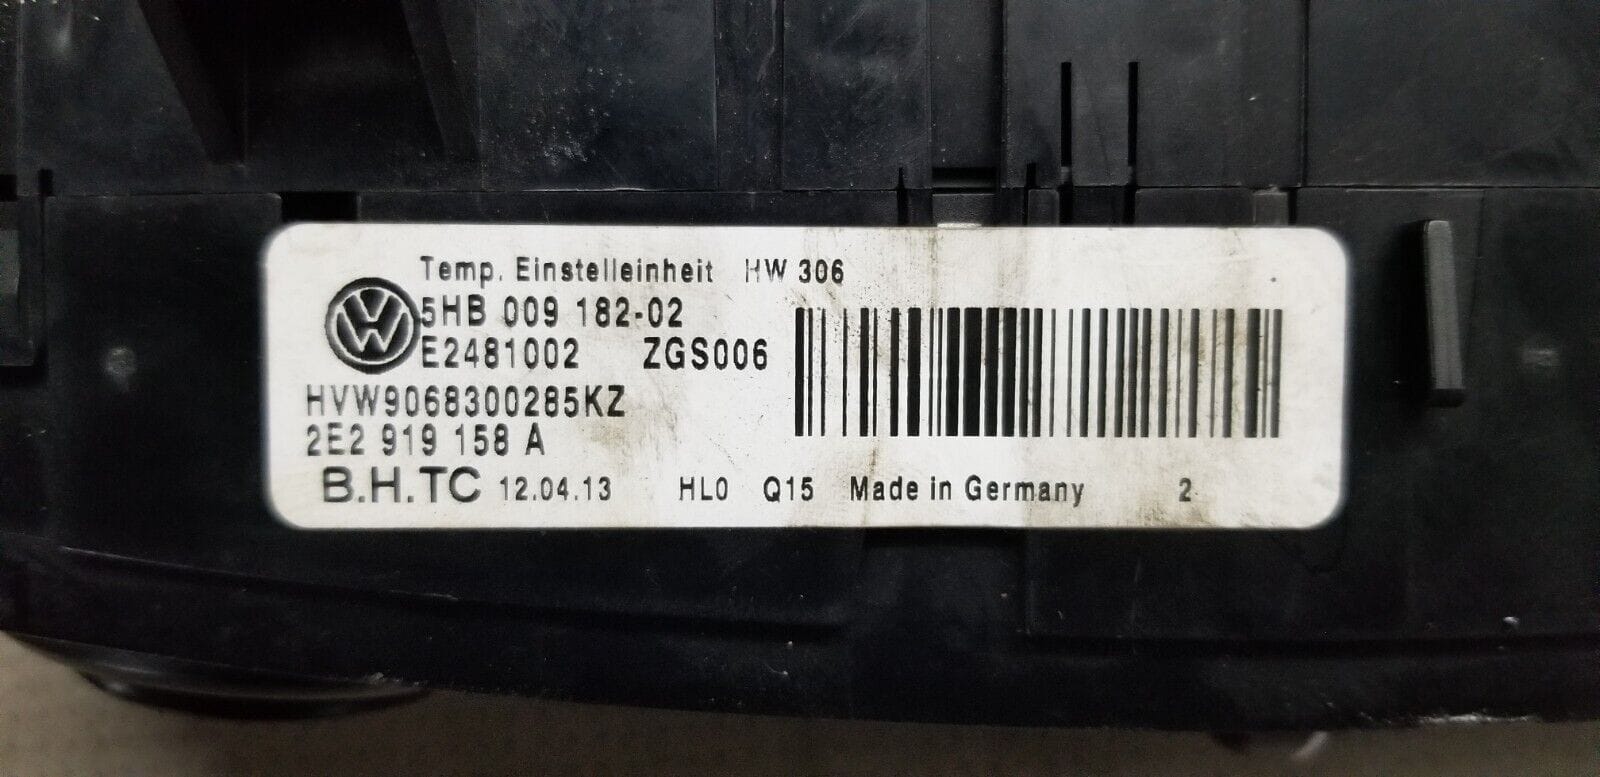 Temp. Einstelleinheit HW 306
5HB 009 182-02
E2481002 ZGS006
HVW9068300285KZ
2E2 919 158 A
B.H.TC 12.04.13 HL0 Q15 Made in Germany 2